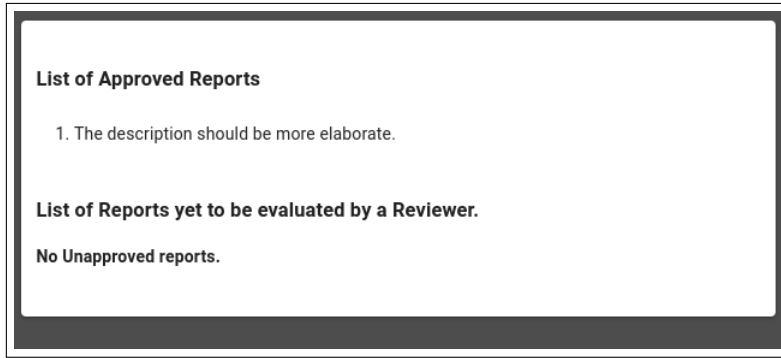 List of Approved Reports
1. The description should be more elaborate.
List of Reports yet to be evaluated by a Reviewer.
No Unapproved reports.